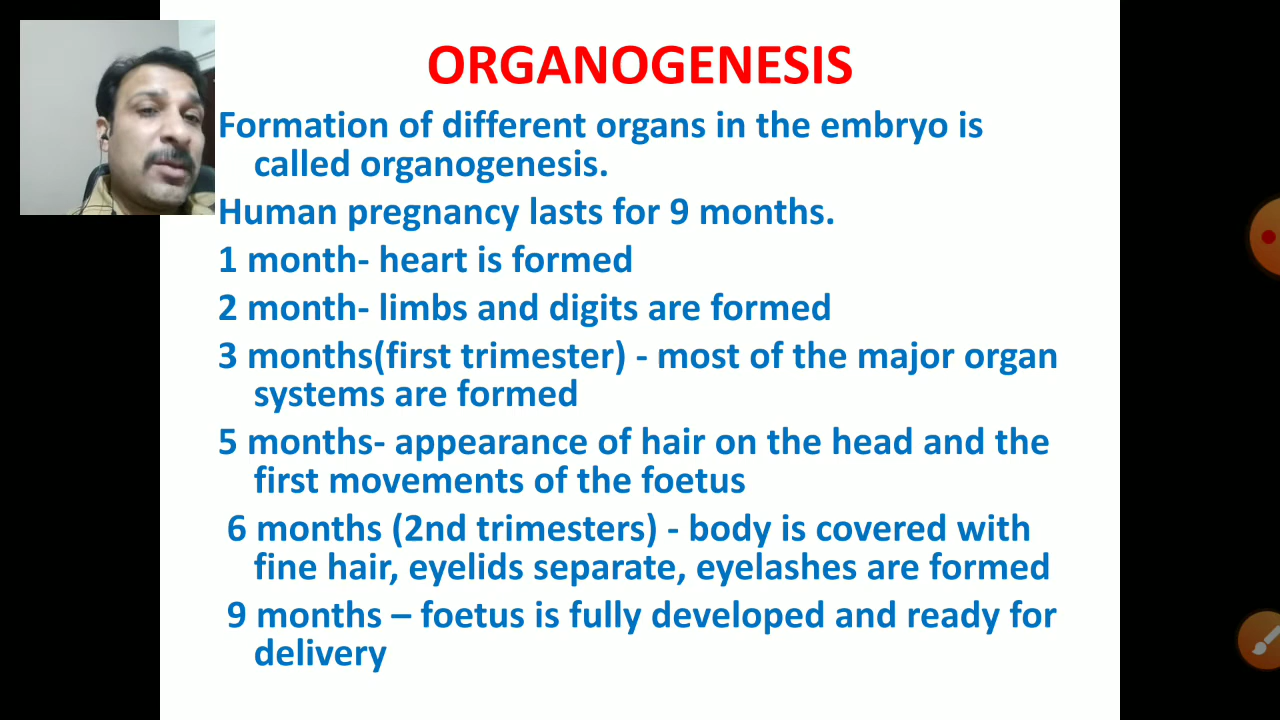 ORGANOGENESIS
Formation of different organs in the embryo is
called organogenesis.
Human pregnancy lasts for 9 months.
1 month- heart is formed
2 month- limbs and digits are formed
3 months(first trimester) - most of the major organ
systems are formed
5 months- appearance of hair on the head and the
first movements of the foetus
6 months (2nd trimesters) - body is covered with
fine hair, eyelids separate, eyelashes are formed
9 months – foetus is fully developed and ready for
delivery